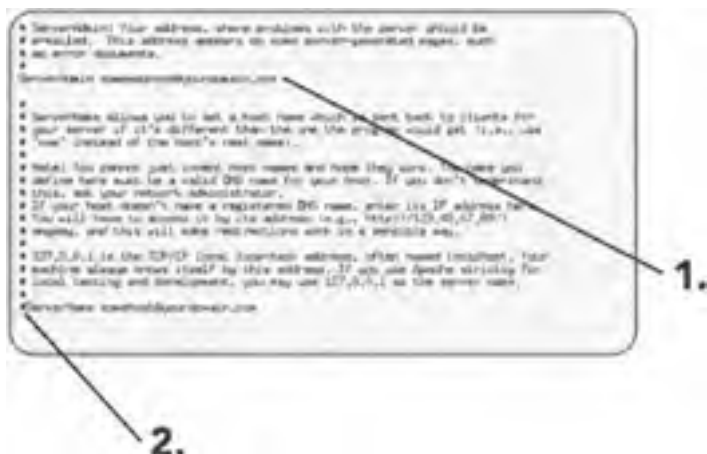 # ServerAdmin: Your address, where problems with the server should be
# e-mailed. This address appears on some server-generated pages, such
# as error documents.
#
ServerAdmin

#
# ServerName allows you to set a host name which is sent back to clients for
# your server if it's different than the one the program would get (i.e., use
# "www" instead of the host's real name).
#
# Note: You cannot just invent host names and hope they work. The name you
# define here must be a valid DNS name for your host. If you don't understand
# this, ask your network administrator.
# If your host doesn't have a registered DNS name, enter its IP address here.
# You will have to access it by its address (e.g., http://123.45.67.89/)
# anyway, and this will make redirections work in a sensible way.
#
# 127.0.0.1 is the TCP/IP local loop-back address, often named localhost. Your
# machine always knows itself by this address. If you use Apache strictly for
# local testing and development, you may use 127.0.0.1 as the server name.
#
#ServerName
1.
2.